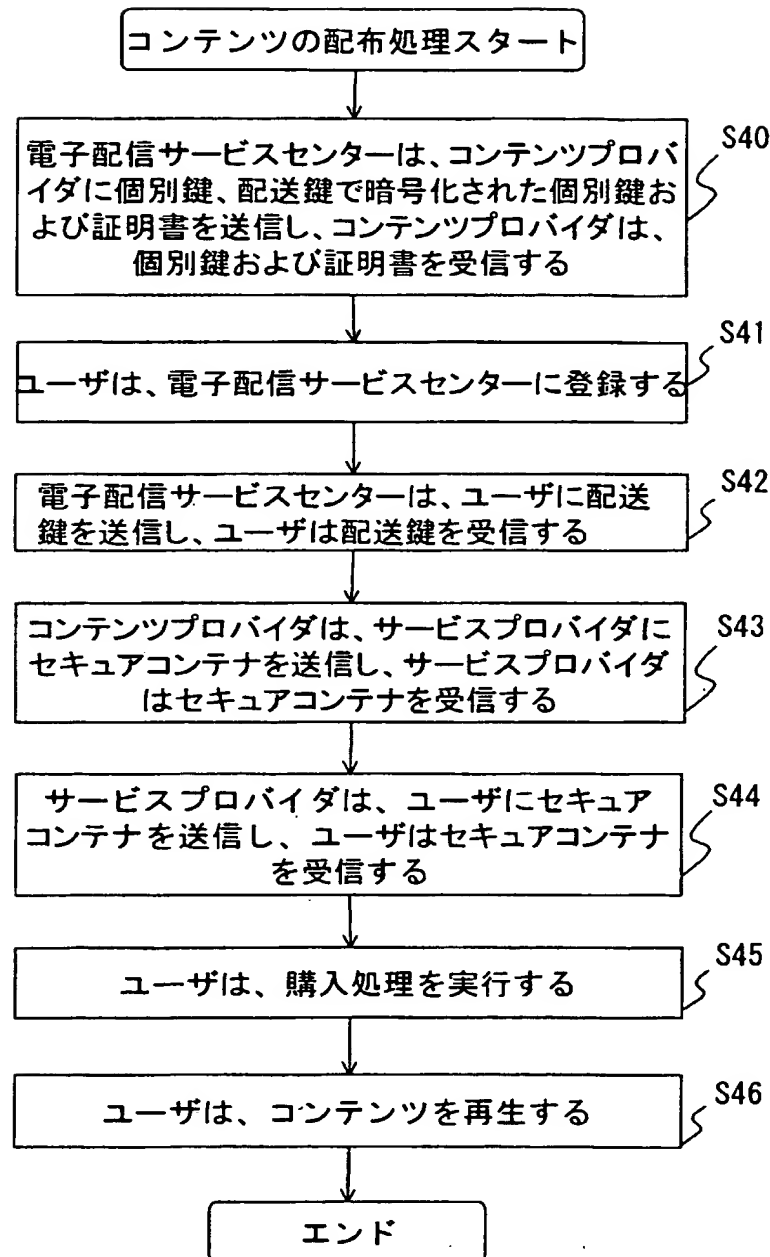 コンテンツの配布処理スタート
S40
電子配信サービスセンターは、コンテンツプロバ
イダに個別鍵、配送鍵で暗号化された個別鍵お
よび証明書を送信し、コンテンツプロバイダは、
個別鍵および証明書を受信する
S41
ユーザは、電子配信サービスセンターに登録する
S42
電子配信サービスセンターは、ユーザに配送
鍵を送信し、ユーザは配送鍵を受信する
S43
コンテンツプロバイダは、サービスプロバイダに
セキュアコンテナを送信し、サービスプロバイダ
はセキュアコンテナを受信する
S44
サービスプロバイダは、ユーザにセキュア
コンテナを送信し、ユーザはセキュアコンテナ
を受信する
S45
ユーザは、購入処理を実行する
S46
ユーザは、コンテンツを再生する
エンド